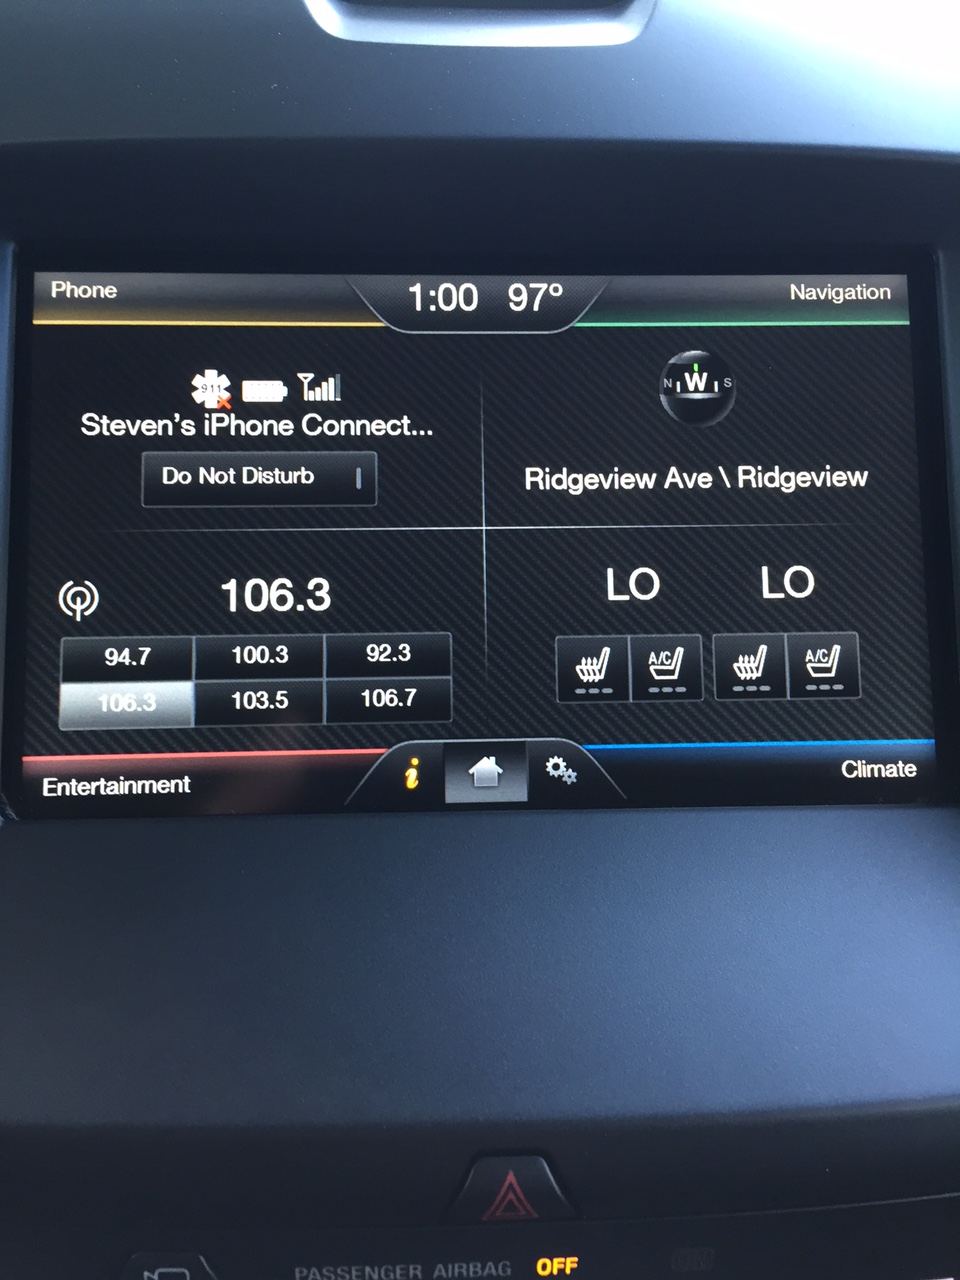 Phone
1:00 97°
Navigation
911
Steven's iPhone Connect...
Do Not Disturb
N W S
Ridgeview Ave \ Ridgeview
106.3
94.7 100.3 92.3
106.3 103.5 106.7
LO LO
A/C A/C
Entertainment
i
Climate
PASSENGER AIRBAG OFF